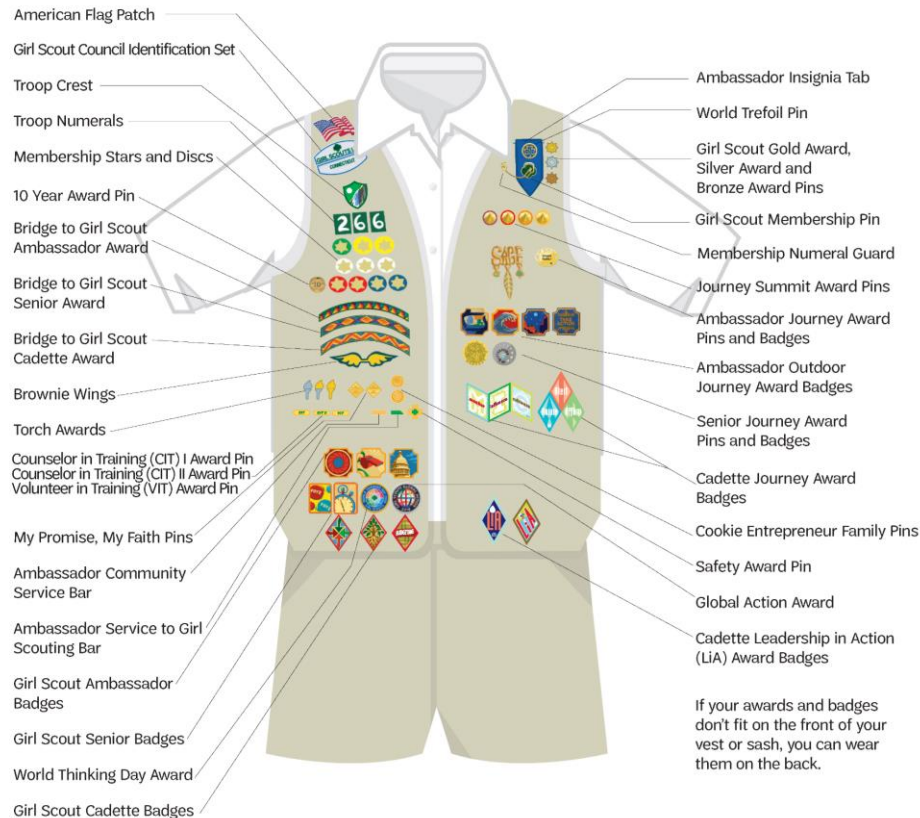 American Flag Patch
Girl Scout Council Identification Set
Troop Crest
Troop Numerals
Membership Stars and Discs
10 Year Award Pin
Bridge to Girl Scout
Ambassador Award
Bridge to Girl Scout
Senior Award
Bridge to Girl Scout
Cadette Award
Brownie Wings
Torch Awards
Counselor in Training (CIT) I Award Pin
Counselor in Training (CIT) II Award Pin
Volunteer in Training (VIT) Award Pin
My Promise, My Faith Pins
Ambassador Community
Service Bar
Ambassador Service to Girl
Scouting Bar
Girl Scout Ambassador
Badges
Girl Scout Senior Badges
World Thinking Day Award
Girl Scout Cadette Badges
GIRL SCOUTS
CONNECTICUT
266
10
LiA
Ambassador Insignia Tab
World Trefoil Pin
Girl Scout Gold Award,
Silver Award and
Bronze Award Pins
Girl Scout Membership Pin
Membership Numeral Guard
Journey Summit Award Pins
Ambassador Journey Award
Pins and Badges
Ambassador Outdoor
Journey Award Badges
Senior Journey Award
Pins and Badges
Cadette Journey Award
Badges
Cookie Entrepreneur Family Pins
Safety Award Pin
Global Action Award
Cadette Leadership in Action
(LiA) Award Badges
If your awards and badges
don't fit on the front of your
vest or sash, you can wear
them on the back.